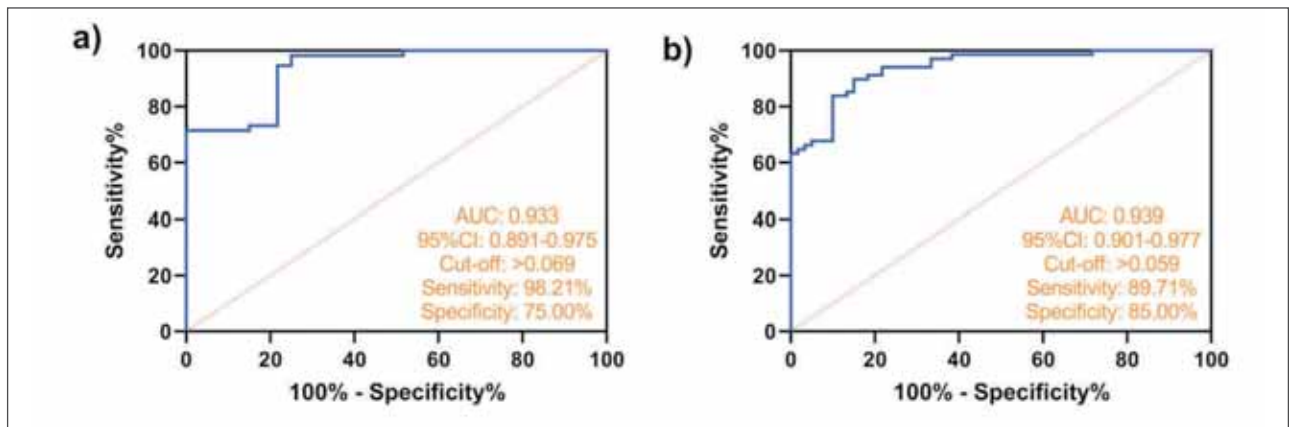 a)
Sensitivity%
100
80
60
40
20
0
AUC: 0.933
95%CI: 0.891-0.975
Cut-off: >0.069
Sensitivity: 98.21%
Specificity: 75.00%
0 20 40 60 80 100
100% - Specificity%
b)
Sensitivity%
100
80
60
40
20
0
AUC: 0.939
95%CI: 0.901-0.977
Cut-off: >0.059
Sensitivity: 89.71%
Specificity: 85.00%
0 20 40 60 80 100
100% - Specificity%